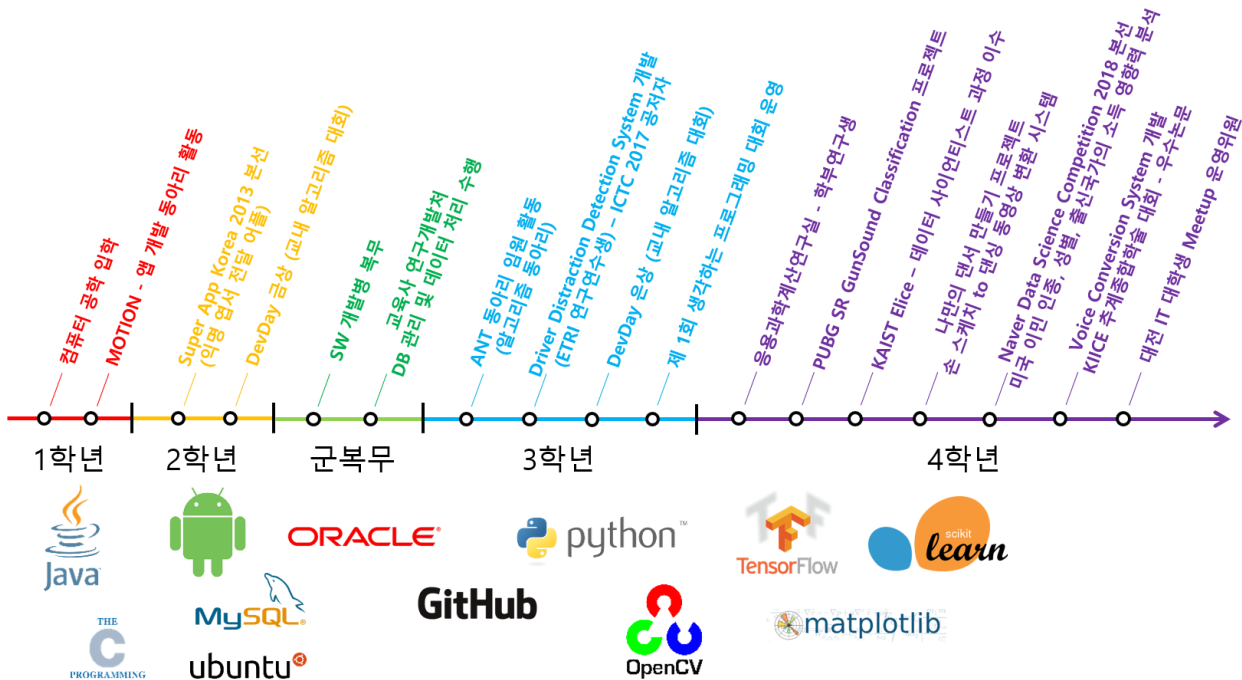 컴퓨터 공학 입학
MOTION - 앱 개발 동아리 활동
Super App Korea 2013 본선
(익명 엽서 전달 어플)
DevDay 금상 (교내 알고리즘 대회)
SW 개발병 복무
교육사 연구개발처
DB 관리 및 데이터 처리 수행
ANT 동아리 임원 활동
(알고리즘 동아리)
Driver Distraction Detection System 개발
(ETRI 연구연수생) – ICTC 2017 공저자
DevDay 은상 (교내 알고리즘 대회)
제 1회 생각하는 프로그래밍 대회 운영
응용과학계산연구실 - 학부연구생
PUBG SR GunSound Classification 프로젝트
KAIST Elice – 데이터 사이언티스트 과정 이수
나만의 댄서 만들기 프로젝트
손 스케치 to 댄싱 동영상 변환 시스템
Naver Data Science Competition 2018 본선
미국 이민 인종, 성별, 출신국가의 소득 영향력 분석
Voice Conversion System 개발
KIICE 추계종합학술 대회 - 우수논문
대전 IT 대학생 Meetup 운영위원
1학년
2학년
군복무
3학년
4학년
Java
ORACLE
python™
TensorFlow
scikit
learn
MySQL
GitHub
OpenCV
matplotlib
THE
C
PROGRAMMING
ubuntu